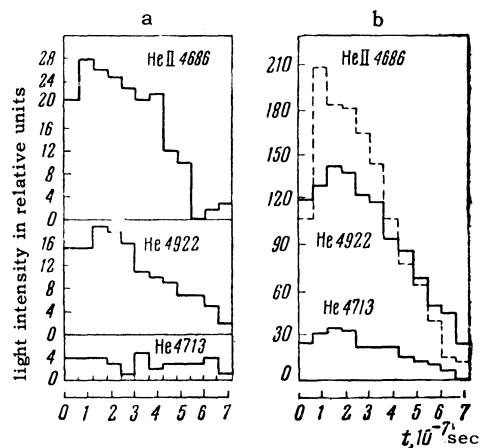 a
b
light intensity in relative units
He II 4686
28
24
20
16
12
8
4
0
He 4922
16
12
8
4
0
He 4713
4
0
0 1 2 3 4 5 6 7
He II 4686
210
180
150
120
90
60
30
0
He 4922
He 4713
0 1 2 3 4 5 6 7
t, 10⁻⁷ sec